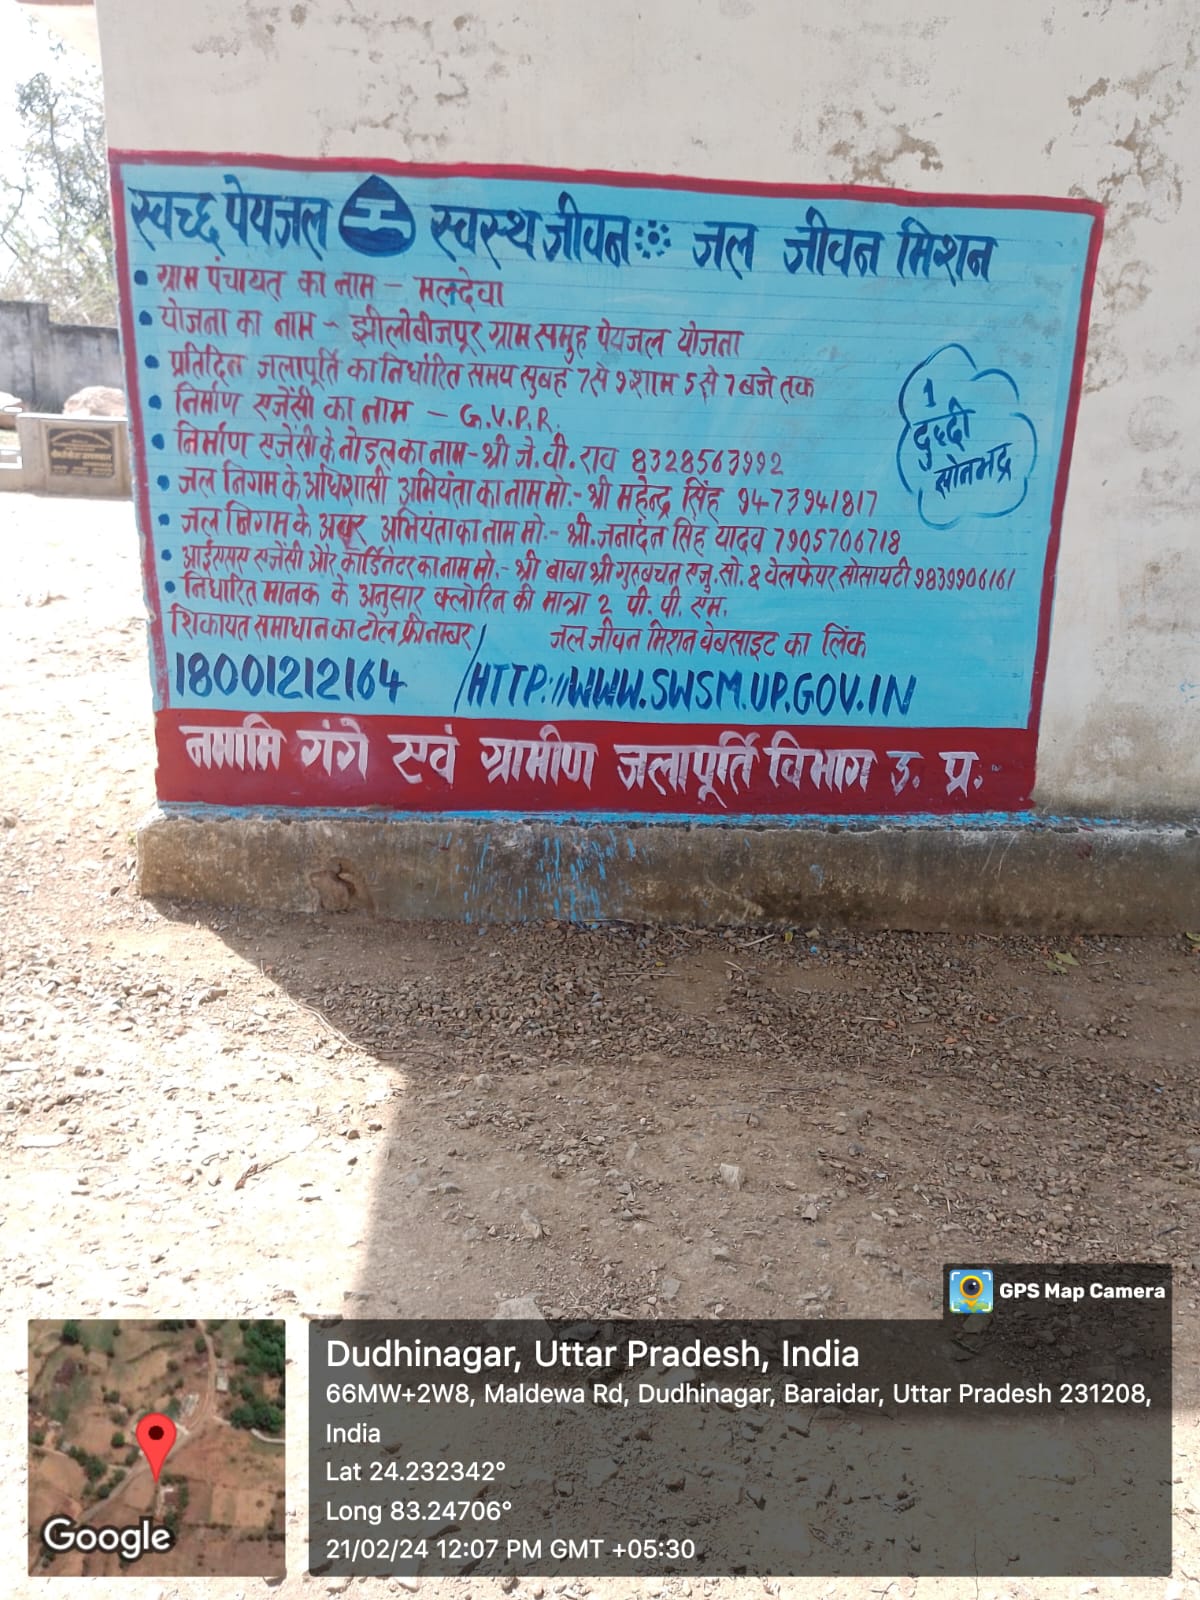 स्वच्छ पेयजल स्वस्थ जीवन जल जीवन मिशन
• ग्राम पंचायत का नाम – मल्देवा
• योजना का नाम – झीलोबीजपुर ग्राम समुह पेयजल योजना
• प्रतिदिन जलापूर्ति का निर्धारित समय सुबह 7 से 9 शाम 5 से 7 बजे तक
• निर्माण एजेंसी का नाम – G.V.P.R.
• निर्माण एजेंसी के नोडल का नाम – श्री जे. वी. राव 8328563992
• जल निगम के अधिशासी अभियंता का नाम मो. – श्री महेन्द्र सिंह 9473941817
• जल निगम के अवर अभियंता का नाम मो. – श्री. जनार्दन सिंह यादव 7905706718
• आईएसए एजेंसी और कोर्डिनेटर का नाम मो. – श्री बाबा श्री गुरुबचन एजु. सो. & वेलफेयर सोसायटी 9839906161
• निर्धारित मानक के अनुसार क्लोरिन की मात्रा 2 पी. पी. एम.
शिकायत समाधान का टोल फ्री नम्बर / जल जीवन मिशन वेबसाइट का लिंक
18001212164 /HTTP://WWW.SWSM.UP.GOV.IN
1
दुध्दी
सोनभद्र
नमामि गंगे एवं ग्रामीण जलापूर्ति विभाग उ. प्र.
GPS Map Camera
Dudhinagar, Uttar Pradesh, India
66MW+2W8, Maldewa Rd, Dudhinagar, Baraidar, Uttar Pradesh 231208,
India
Lat 24.232342°
Long 83.24706°
21/02/24 12:07 PM GMT +05:30
Google